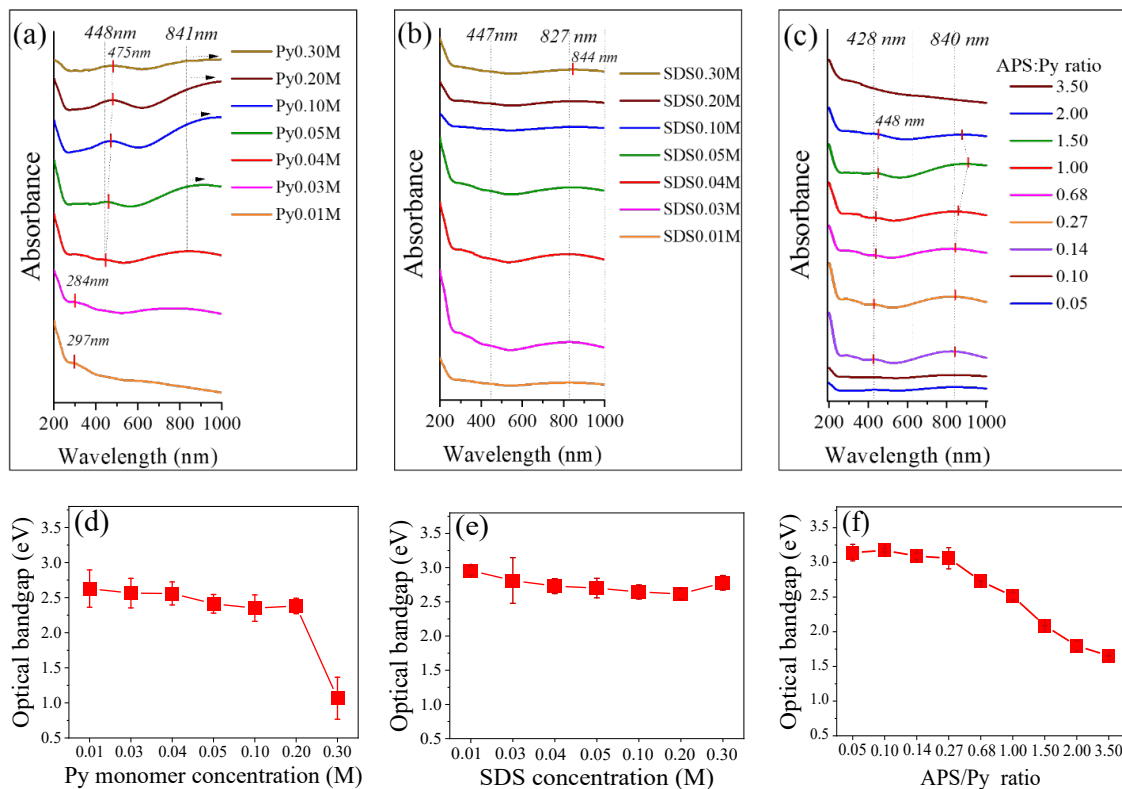 (a)
448nm
841nm
475nm
284nm
297nm
Py0.30M
Py0.20M
Py0.10M
Py0.05M
Py0.04M
Py0.03M
Py0.01M
Absorbance
200 400 600 800 1000
Wavelength (nm)
(b)
447nm
827 nm
844 nm
SDS0.30M
SDS0.20M
SDS0.10M
SDS0.05M
SDS0.04M
SDS0.03M
SDS0.01M
Absorbance
200 400 600 800 1000
Wavelength (nm)
(c)
428 nm
840 nm
448 nm
APS:Py ratio
3.50
2.00
1.50
1.00
0.68
0.27
0.14
0.10
0.05
Absorbance
200 400 600 800 1000
Wavelength (nm)
(d)
Optical bandgap (eV)
3.5
3.0
2.5
2.0
1.5
1.0
0.5
0.01 0.03 0.04 0.05 0.10 0.20 0.30
Py monomer concentration (M)
(e)
Optical bandgap (eV)
3.5
3.0
2.5
2.0
1.5
1.0
0.5
0.01 0.03 0.04 0.05 0.10 0.20 0.30
SDS concentration (M)
(f)
Optical bandgap (eV)
3.5
3.0
2.5
2.0
1.5
1.0
0.5
0.05 0.10 0.14 0.27 0.68 1.00 1.50 2.00 3.50
APS/Py ratio